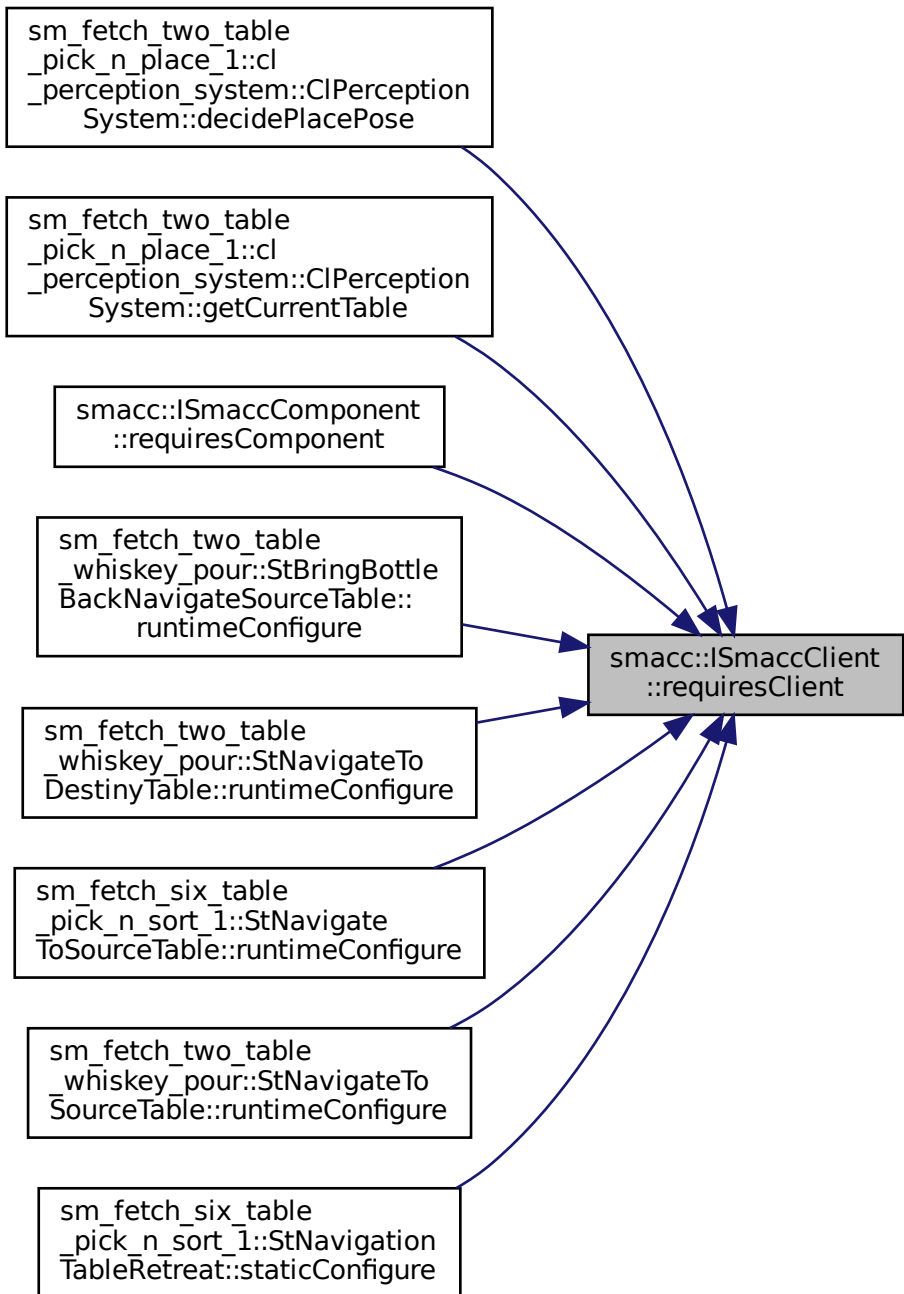 sm_fetch_two_table
_pick_n_place_1::cl
_perception_system::ClPerception
System::decidePlacePose
sm_fetch_two_table
_pick_n_place_1::cl
_perception_system::ClPerception
System::getCurrentTable
smacc::ISmaccComponent
::requiresComponent
sm_fetch_two_table
_whiskey_pour::StBringBottle
BackNavigateSourceTable::
runtimeConfigure
smacc::ISmaccClient
::requiresClient
sm_fetch_two_table
_whiskey_pour::StNavigateTo
DestinyTable::runtimeConfigure
sm_fetch_six_table
_pick_n_sort_1::StNavigate
ToSourceTable::runtimeConfigure
sm_fetch_two_table
_whiskey_pour::StNavigateTo
SourceTable::runtimeConfigure
sm_fetch_six_table
_pick_n_sort_1::StNavigation
TableRetreat::staticConfigure